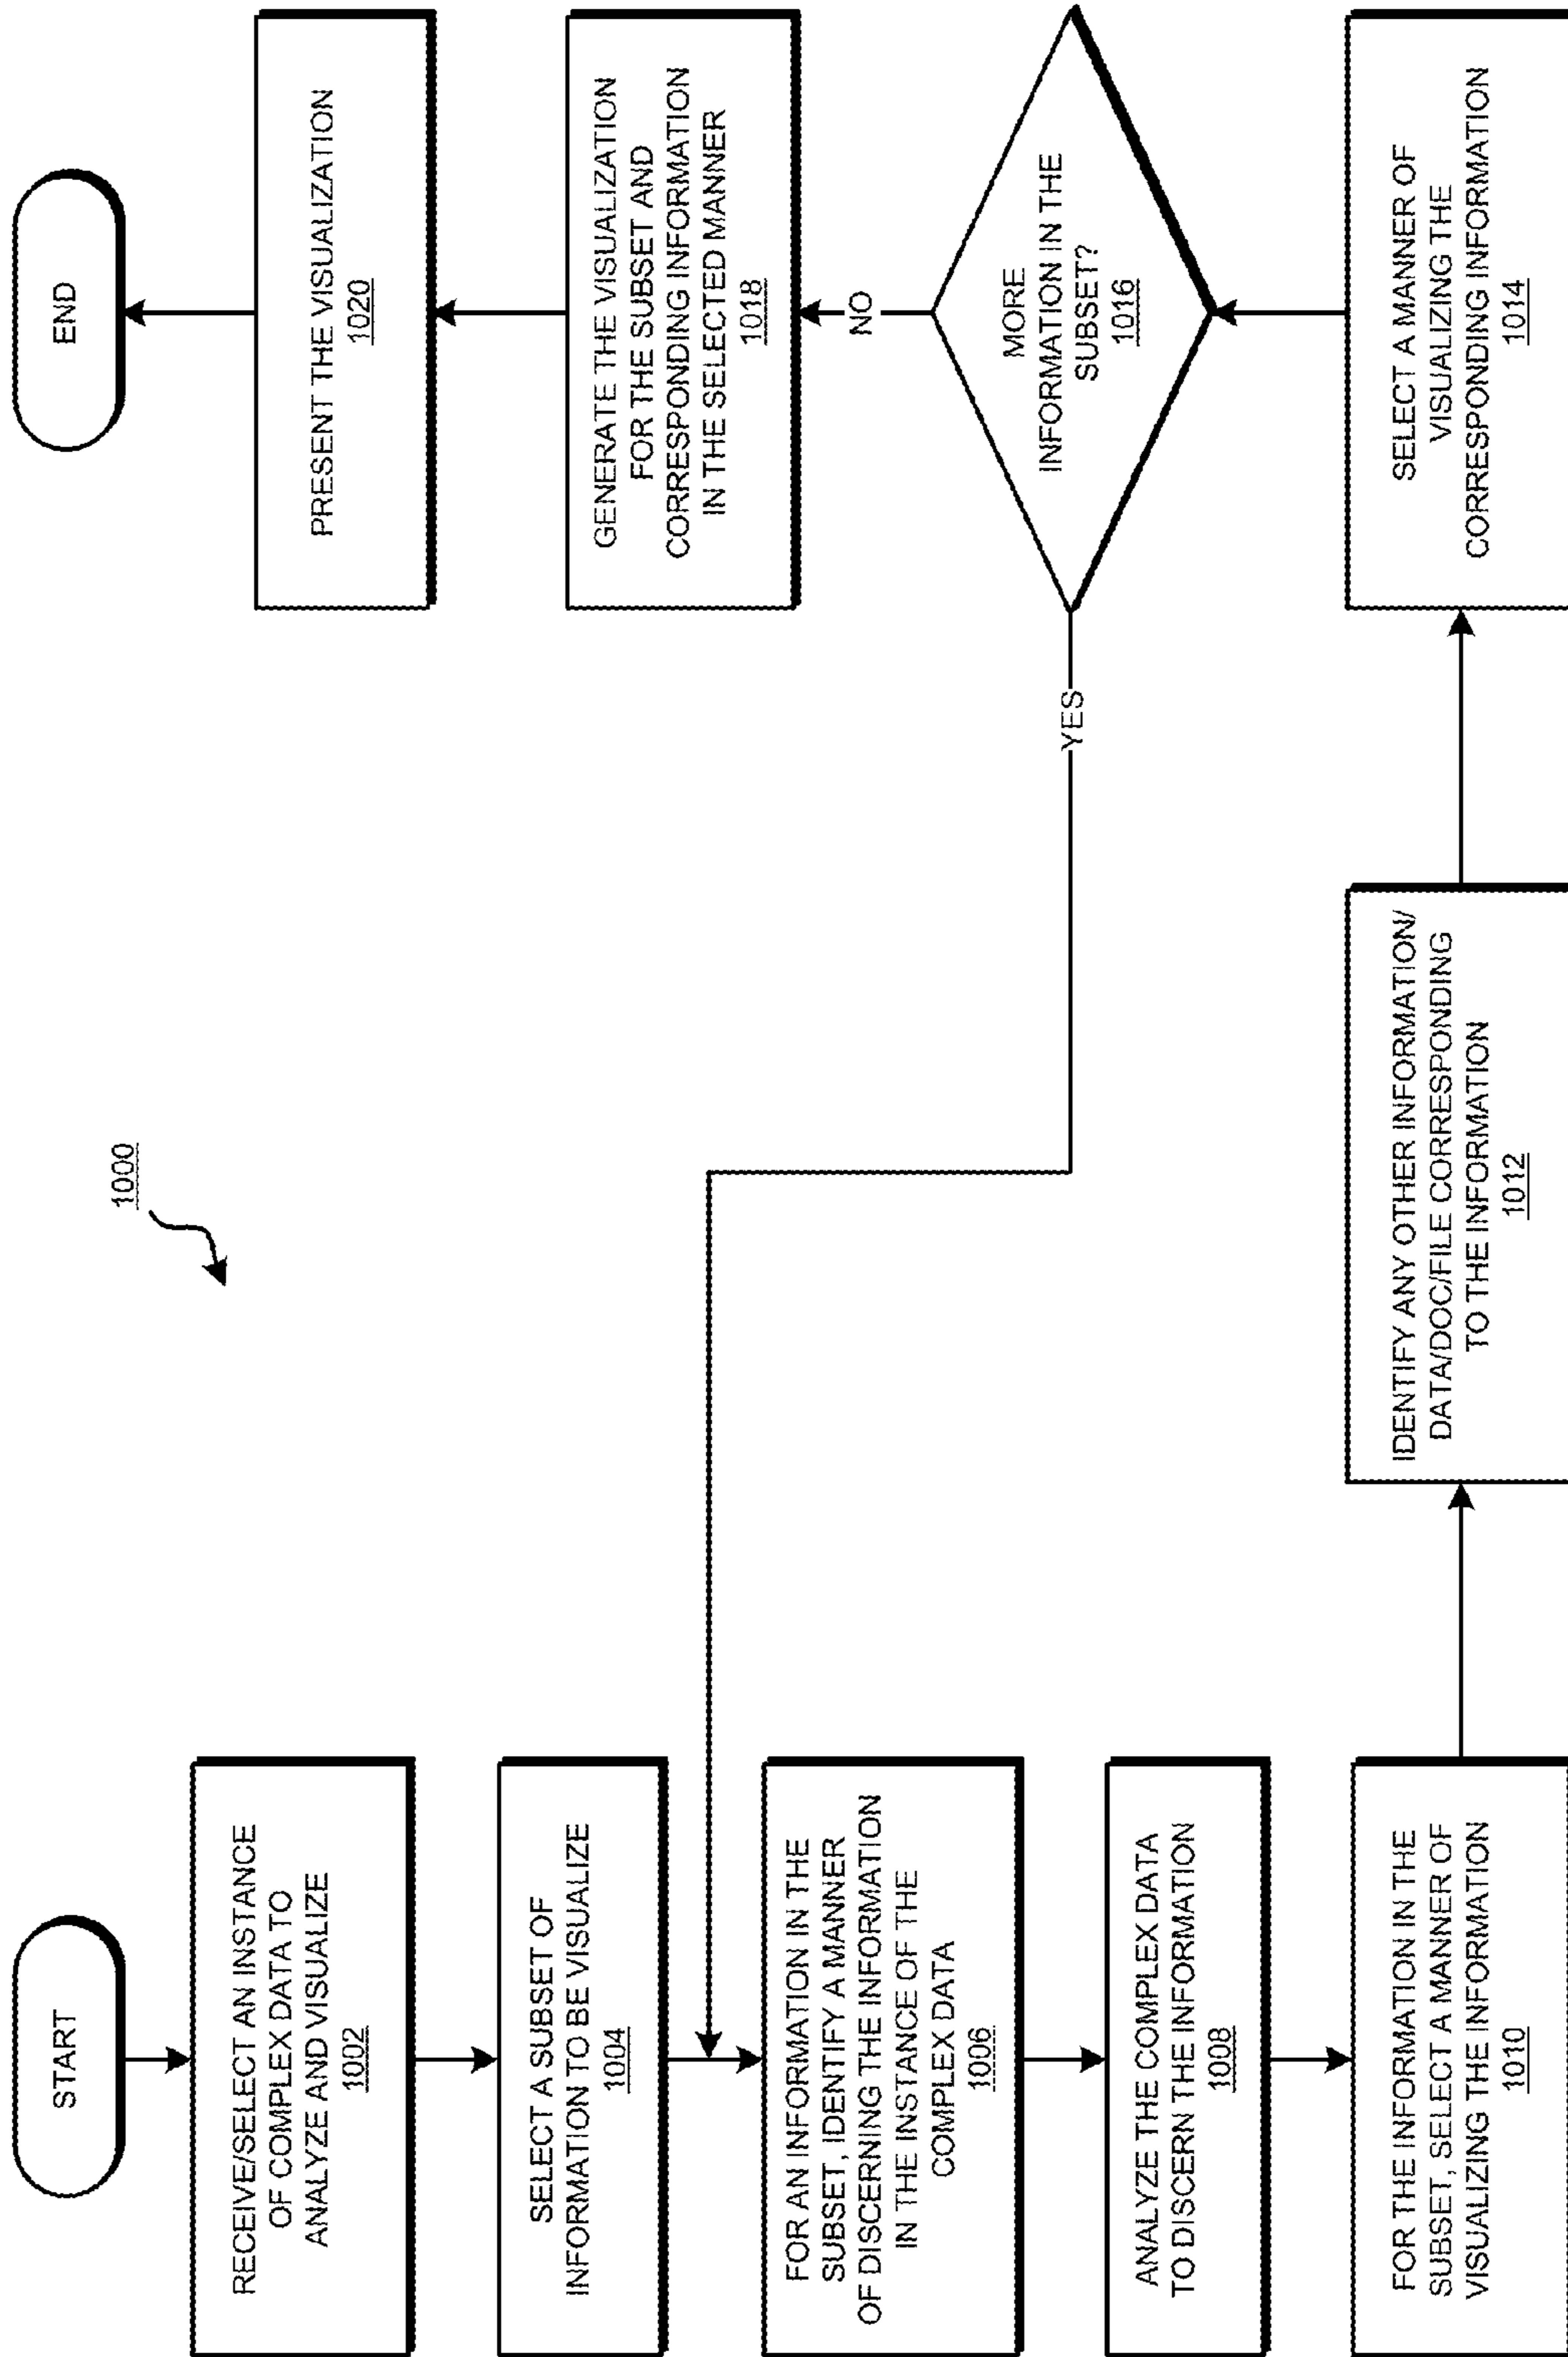 START
RECEIVE/SELECT AN INSTANCE
OF COMPLEX DATA TO
ANALYZE AND VISUALIZE
1002
SELECT A SUBSET OF
INFORMATION TO BE VISUALIZE
1004
FOR AN INFORMATION IN THE
SUBSET, IDENTIFY A MANNER
OF DISCERNING THE INFORMATION
IN THE INSTANCE OF THE
COMPLEX DATA
1006
ANALYZE THE COMPLEX DATA
TO DISCERN THE INFORMATION
1008
FOR THE INFORMATION IN THE
SUBSET, SELECT A MANNER OF
VISUALIZING THE INFORMATION
1010
1000
IDENTIFY ANY OTHER INFORMATION/
DATA/DOC/FILE CORRESPONDING
TO THE INFORMATION
1012
SELECT A MANNER OF
VISUALIZING THE
CORRESPONDING INFORMATION
1014
MORE
INFORMATION IN THE
SUBSET?
1016
YES
NO
GENERATE THE VISUALIZATION
FOR THE SUBSET AND
CORRESPONDING INFORMATION
IN THE SELECTED MANNER
1018
PRESENT THE VISUALIZATION
1020
END